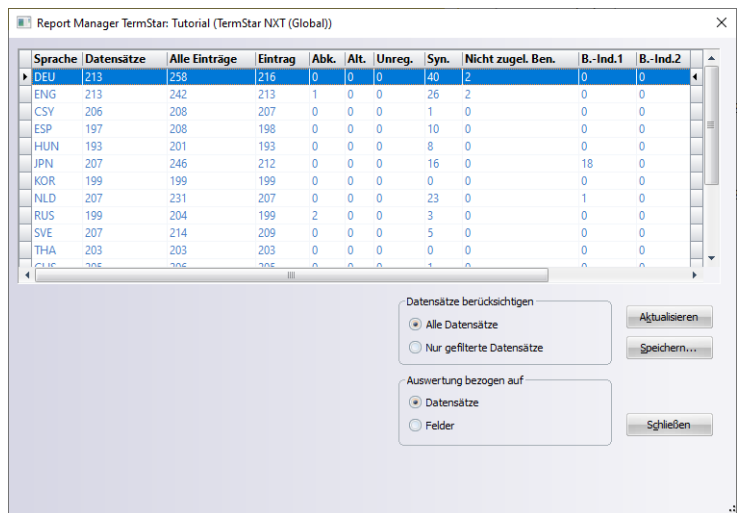 Report Manager TermStar: Tutorial (TermStar NXT (Global))
Sprache Datensätze Alle Einträge Eintrag Abk. Alt. Unreg. Syn. Nicht zugel. Ben. B.-Ind.1 B.-Ind.2
DEU 213 258 216 0 0 0 40 2 0 0
ENG 213 242 213 1 0 0 26 2 0 0
CSY 206 208 207 0 0 0 1 0 0 0
ESP 197 208 198 0 0 0 10 0 0 0
HUN 193 201 193 0 0 0 8 0 0 0
JPN 207 246 212 0 0 0 16 0 18 0
KOR 199 199 199 0 0 0 0 0 0 0
NLD 207 231 207 0 0 0 23 0 1 0
RUS 199 204 199 2 0 0 3 0 0 0
SVE 207 214 209 0 0 0 5 0 0 0
THA 203 203 203 0 0 0 0 0 0 0
Datensätze berücksichtigen
Alle Datensätze
Nur gefilterte Datensätze
Aktualisieren
Speichern...
Auswertung bezogen auf
Datensätze
Felder
Schließen